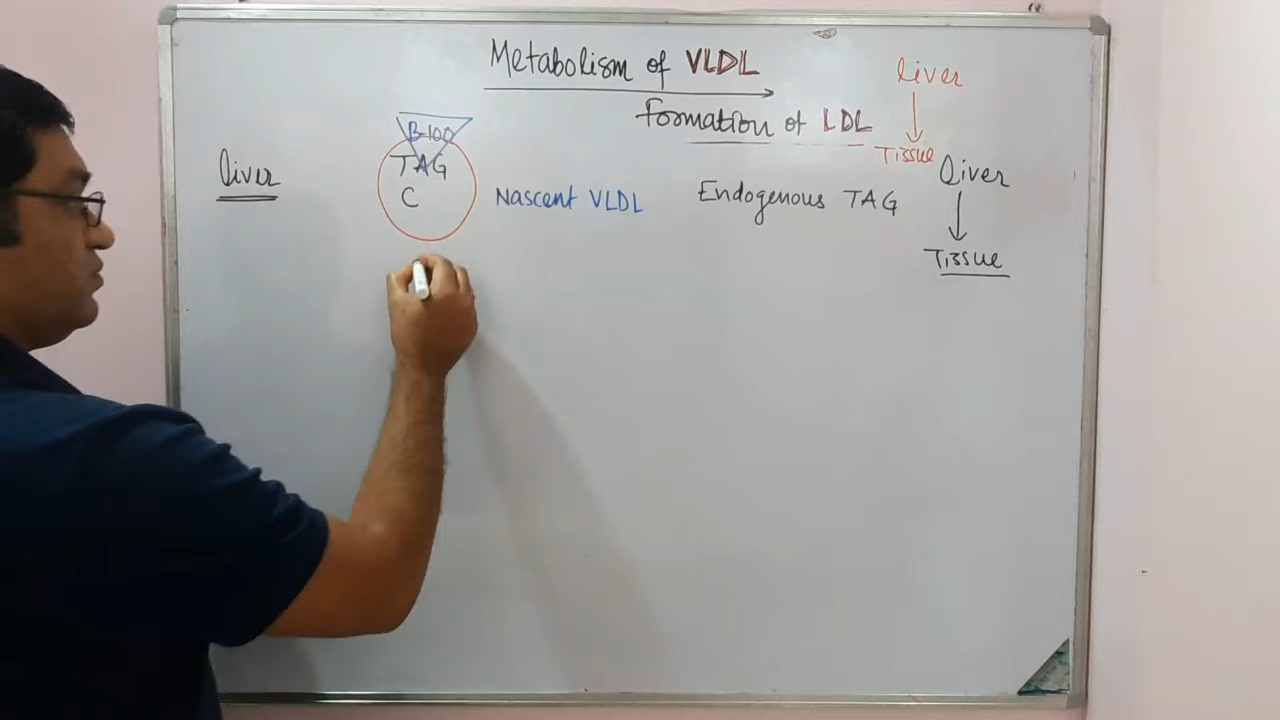 Metabolism of VLDL
Formation of LDL
liver
Tissue
liver
B-100
TAG
C
Nascent VLDL
Endogenous TAG
liver
Tissue